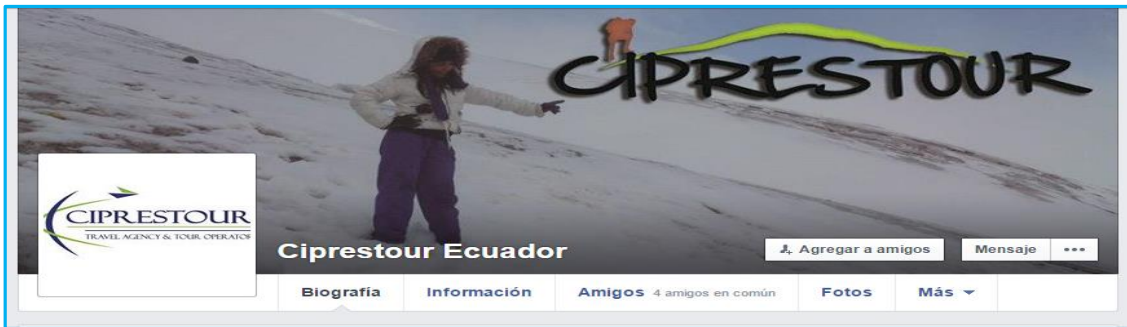 CIPRESTOUR
CIPRESTOUR
TRAVEL AGENCY & TOUR OPERATOR
Ciprestour Ecuador
Agregar a amigos
Mensaje
Biografía
Información
Amigos 4 amigos en común
Fotos
Más